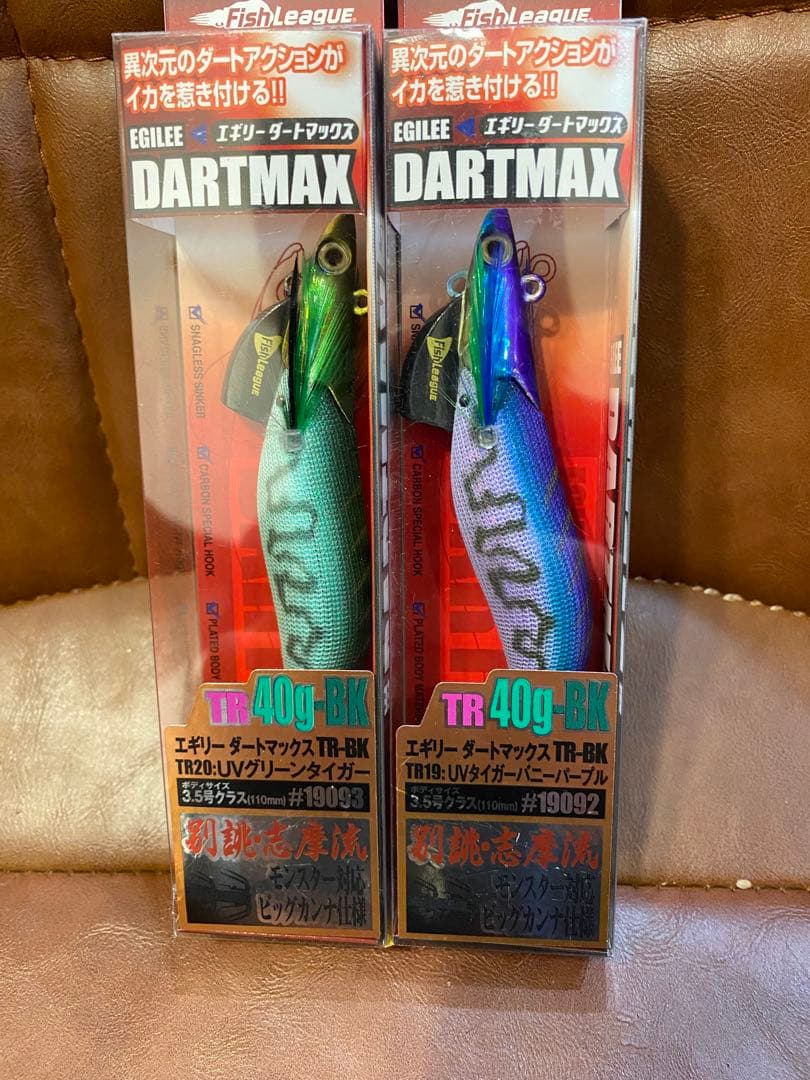 FishLeague
異次元のダートアクションが
イカを惹き付ける!!
EGILEE エギリーダートマックス
DARTMAX
FishLeague
SNAGLESS SINKER
CARBON SPECIAL HOOK
PLATED BODY
TR 40g-BK
エギリー ダートマックス TR-BK
TR20:UVグリーンタイガー
ボディサイズ
3.5号クラス(110mm) #19093
別誂・志摩流
モンスター対応
ビッグカンナ仕様
FishLeague
異次元のダートアクションが
イカを惹き付ける!!
EGILEE エギリーダートマックス
DARTMAX
FishLeague
SNAGLESS SINKER
CARBON SPECIAL HOOK
PLATED BODY
TR 40g-BK
エギリー ダートマックス TR-BK
TR19:UVタイガーバニーパープル
ボディサイズ
3.5号クラス(110mm) #19092
別誂・志摩流
モンスター対応
ビッグカンナ仕様